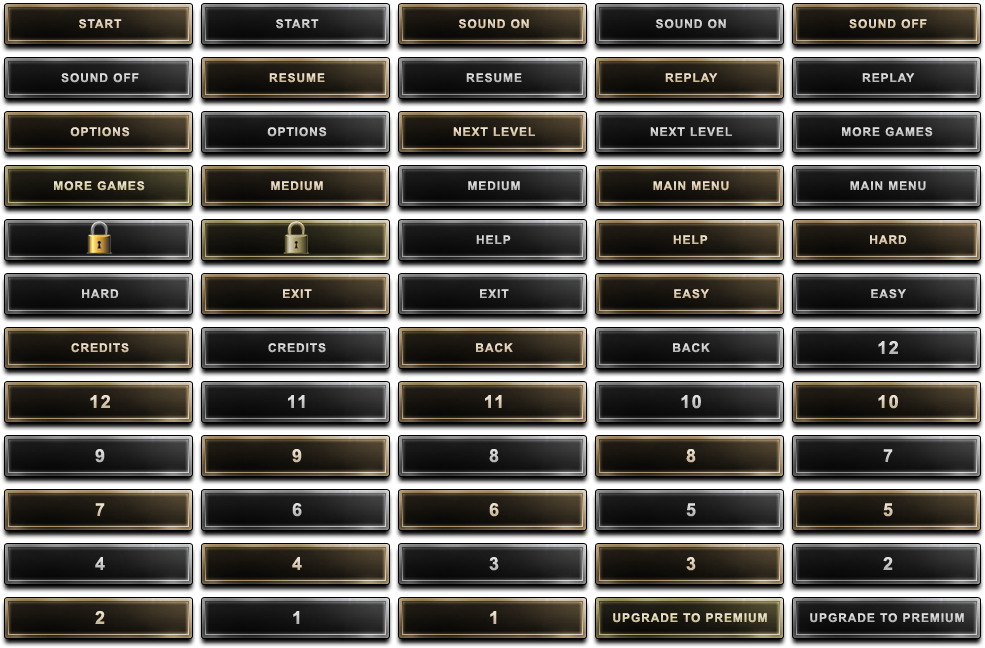 START START SOUND ON SOUND ON SOUND OFF
SOUND OFF RESUME RESUME REPLAY REPLAY
OPTIONS OPTIONS NEXT LEVEL NEXT LEVEL MORE GAMES
MORE GAMES MEDIUM MEDIUM MAIN MENU MAIN MENU
HELP HELP HARD
HARD EXIT EXIT EASY EASY
CREDITS CREDITS BACK BACK 12
12 11 11 10 10
9 9 8 8 7
7 6 6 5 5
4 4 3 3 2
2 1 1 UPGRADE TO PREMIUM UPGRADE TO PREMIUM